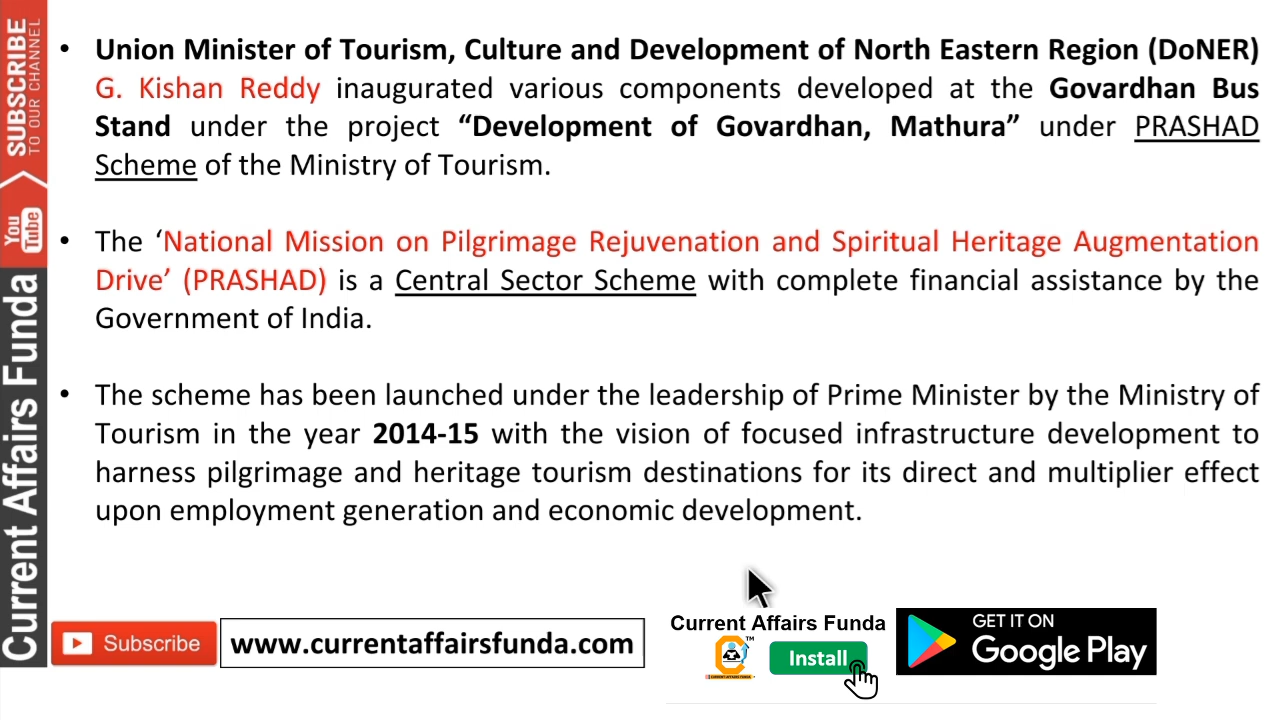 SUBSCRIBE
TO OUR CHANNEL
You
Tube
Current Affairs Funda
• Union Minister of Tourism, Culture and Development of North Eastern Region (DoNER)
G. Kishan Reddy inaugurated various components developed at the Govardhan Bus
Stand under the project “Development of Govardhan, Mathura” under PRASHAD
Scheme of the Ministry of Tourism.
• The ‘National Mission on Pilgrimage Rejuvenation and Spiritual Heritage Augmentation
Drive’ (PRASHAD) is a Central Sector Scheme with complete financial assistance by the
Government of India.
• The scheme has been launched under the leadership of Prime Minister by the Ministry of
Tourism in the year 2014-15 with the vision of focused infrastructure development to
harness pilgrimage and heritage tourism destinations for its direct and multiplier effect
upon employment generation and economic development.
Subscribe
www.currentaffairsfunda.com
Current Affairs Funda
TM
CURRENT AFFAIRS FUNDA
Install
GET IT ON
Google Play